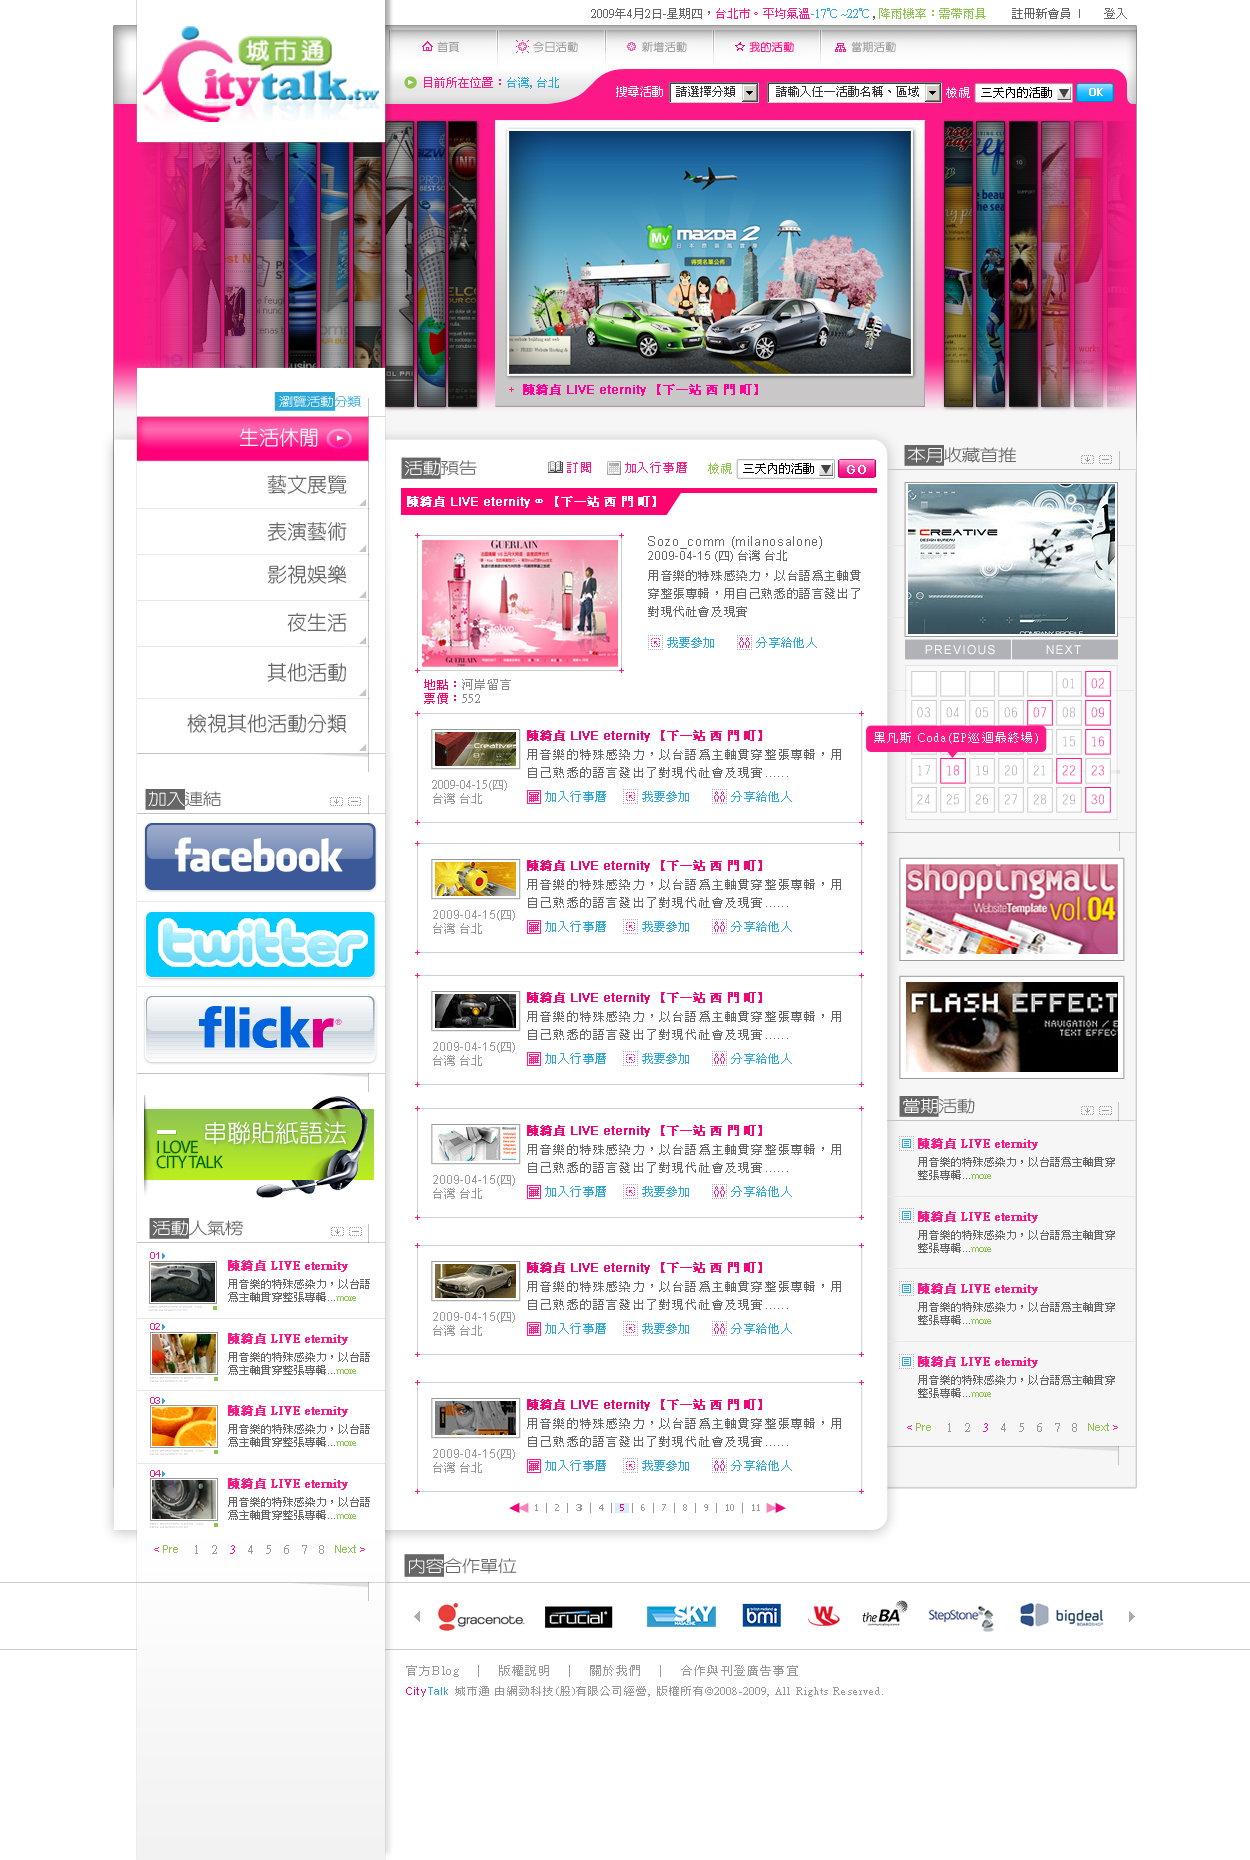 2009年4月2日-星期四，台北市。平均氣溫-17℃ ~22℃ , 降雨機率：需帶雨具
註冊新會員 |
登入
城市通
Citytalk.tw
首頁
今日活動
新增活動
我的活動
當期活動
目前所在位置：台灣, 台北
搜尋活動
請選擇分類
請輸入任一活動名稱、區域
檢視
三天內的活動
OK
My mazda 2
+ 陳綺貞 LIVE eternity 【下一站 西 門 町】
瀏覽活動分類
生活休閒
藝文展覽
表演藝術
影視娛樂
夜生活
其他活動
檢視其他活動分類
加入連結
facebook
twitter
flickr
串聯貼紙語法
I LOVE
CITY TALK
活動人氣榜
01
陳綺貞 LIVE eternity
用音樂的特殊感染力，以台語
為主軸貫穿整張專輯...more
02
陳綺貞 LIVE eternity
用音樂的特殊感染力，以台語
為主軸貫穿整張專輯...more
03
陳綺貞 LIVE eternity
用音樂的特殊感染力，以台語
為主軸貫穿整張專輯...more
04
陳綺貞 LIVE eternity
用音樂的特殊感染力，以台語
為主軸貫穿整張專輯...more
< Pre 1 2 3 4 5 6 7 8 Next >
活動預告
訂閱
加入行事曆
檢視
三天內的活動
GO
陳綺貞 LIVE eternity ∞ 【下一站 西 門 町】
GUERLAIN
Tokyo
GUERLAIN
Sozo_comm (milanosalone)
2009-04-15 (四) 台灣 台北
用音樂的特殊感染力，以台語為主軸貫
穿整張專輯，用自己熟悉的語言發出了
對現代社會及現實
我要參加
分享給他人
地點：河岸留言
票價：552
陳綺貞 LIVE eternity 【下一站 西 門 町】
用音樂的特殊感染力，以台語為主軸貫穿整張專輯，用
自己熟悉的語言發出了對現代社會及現實......
2009-04-15(四)
台灣 台北
加入行事曆 我要參加 分享給他人
陳綺貞 LIVE eternity 【下一站 西 門 町】
用音樂的特殊感染力，以台語為主軸貫穿整張專輯，用
自己熟悉的語言發出了對現代社會及現實......
2009-04-15(四)
台灣 台北
加入行事曆 我要參加 分享給他人
陳綺貞 LIVE eternity 【下一站 西 門 町】
用音樂的特殊感染力，以台語為主軸貫穿整張專輯，用
自己熟悉的語言發出了對現代社會及現實......
2009-04-15(四)
台灣 台北
加入行事曆 我要參加 分享給他人
陳綺貞 LIVE eternity 【下一站 西 門 町】
用音樂的特殊感染力，以台語為主軸貫穿整張專輯，用
自己熟悉的語言發出了對現代社會及現實......
2009-04-15(四)
台灣 台北
加入行事曆 我要參加 分享給他人
陳綺貞 LIVE eternity 【下一站 西 門 町】
用音樂的特殊感染力，以台語為主軸貫穿整張專輯，用
自己熟悉的語言發出了對現代社會及現實......
2009-04-15(四)
台灣 台北
加入行事曆 我要參加 分享給他人
陳綺貞 LIVE eternity 【下一站 西 門 町】
用音樂的特殊感染力，以台語為主軸貫穿整張專輯，用
自己熟悉的語言發出了對現代社會及現實......
2009-04-15(四)
台灣 台北
加入行事曆 我要參加 分享給他人
1 | 2 | 3 | 4 | 5 | 6 | 7 | 8 | 9 | 10 | 11
本月收藏首推
CREATIVE
DESIGN BUREAU
COMPANY PROFILE
PREVIOUS
NEXT
01 02
03 04 05 06 07 08 09
黑凡斯 Coda(EP巡迴最終場)
15 16
17 18 19 20 21 22 23
24 25 26 27 28 29 30
shoppingmall
WebsiteTemplate vol.04
FLASH EFFECT
NAVIGATION / E
TEXT EFFEC
當期活動
陳綺貞 LIVE eternity
用音樂的特殊感染力，以台語為主軸貫穿
整張專輯...more
陳綺貞 LIVE eternity
用音樂的特殊感染力，以台語為主軸貫穿
整張專輯...more
陳綺貞 LIVE eternity
用音樂的特殊感染力，以台語為主軸貫穿
整張專輯...more
陳綺貞 LIVE eternity
用音樂的特殊感染力，以台語為主軸貫穿
整張專輯...more
< Pre 1 2 3 4 5 6 7 8 Next >
內容合作單位
gracenote.
crucial
SKY
bmi
W
theBA
StepStone
bigdeal
官方Blog | 版權說明 | 關於我們 | 合作與刊登廣告事宜
CityTalk 城市通 由網勁科技(股)有限公司經營, 版權所有©2008-2009, All Rights Reserved.